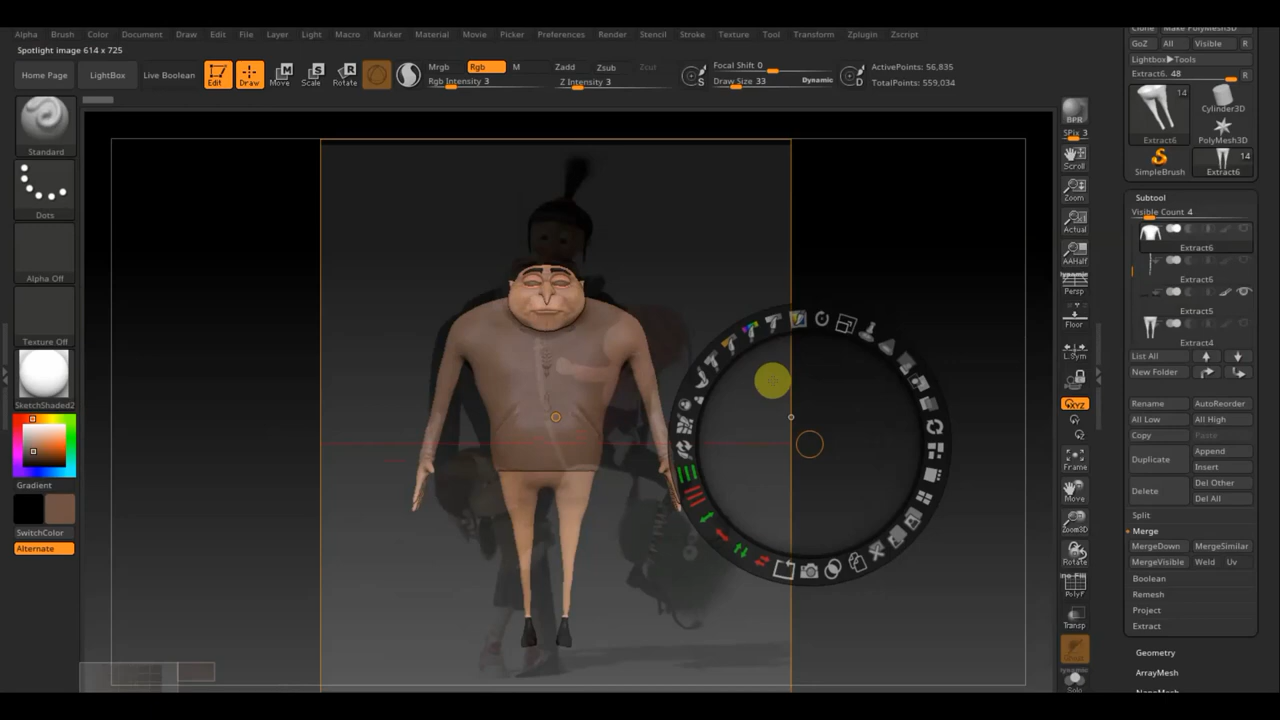 Alpha Brush Color Document Draw Edit File Layer Light Macro Marker Material Movie Picker Preferences Render Stencil Stroke Texture Tool Transform Zplugin Zscript
Spotlight image 614 x 725
Home Page LightBox Live Boolean Edit Draw Move Scale Rotate
Mrgb Rgb M
Rgb Intensity 3
Zadd Zsub Zcut
Z Intensity 3
Focal Shift 0
Draw Size 33 Dynamic
ActivePoints: 56,835
TotalPoints: 559,034
Standard
Dots
Alpha Off
Texture Off
SketchShaded2
Gradient
SwitchColor
Alternate
BPR
SPix 3
Scroll
Zoom
Actual
AAHalf
Persp
Floor
L.Sym
XYZ
Frame
Move
Zoom3D
Rotate
PolyF
Transp
Solo
GoZ All Visible R
Lightbox▶Tools
Extract6. 48 R
14
Extract6
Cylinder3D
PolyMesh3D
SimpleBrush
14
Extract6
Subtool
Visible Count 4
Extract6
Extract6
Extract5
Extract4
List All
New Folder
Rename AutoReorder
All Low All High
Copy Paste
Duplicate Append
Insert
Delete Del Other
Del All
Split
Merge
MergeDown MergeSimilar
MergeVisible Weld Uv
Boolean
Remesh
Project
Extract
Geometry
ArrayMesh